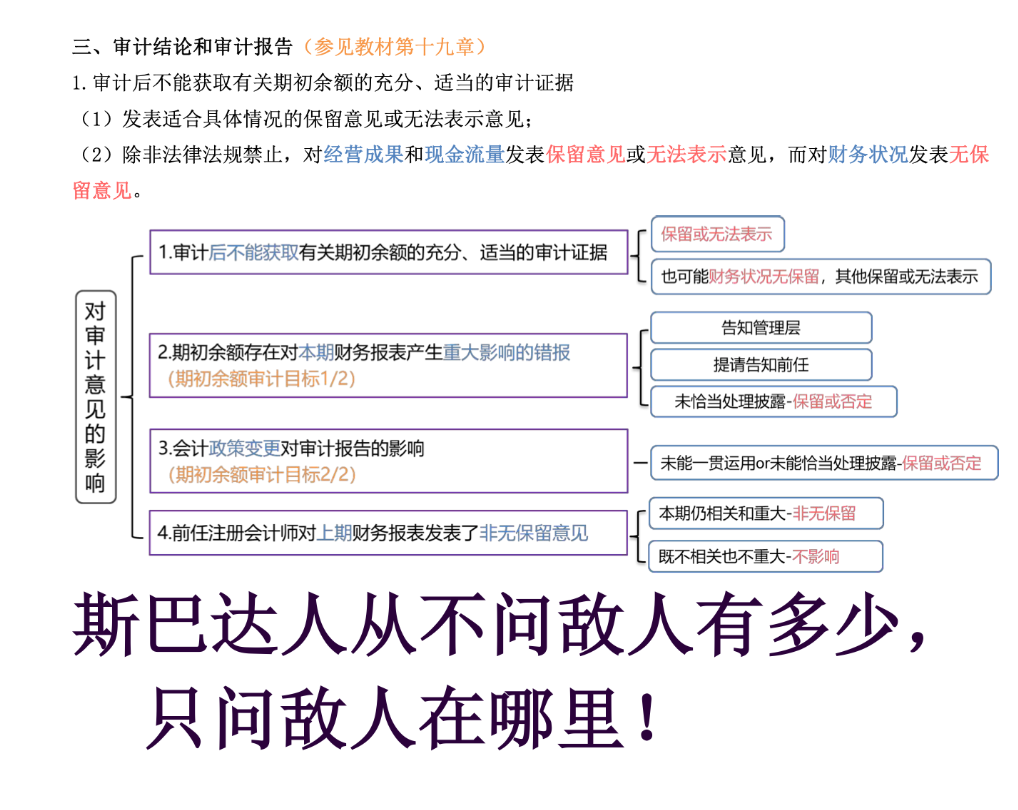 三、审计结论和审计报告（参见教材第十九章）
1. 审计后不能获取有关期初余额的充分、适当的审计证据
（1）发表适合具体情况的保留意见或无法表示意见；
（2）除非法律法规禁止，对经营成果和现金流量发表保留意见或无法表示意见，而对财务状况发表无保
留意见。
对审计意见的影响
1.审计后不能获取有关期初余额的充分、适当的审计证据
保留或无法表示
也可能财务状况无保留，其他保留或无法表示
2.期初余额存在对本期财务报表产生重大影响的错报
（期初余额审计目标1/2）
告知管理层
提请告知前任
未恰当处理披露-保留或否定
3.会计政策变更对审计报告的影响
（期初余额审计目标2/2）
未能一贯运用or未能恰当处理披露-保留或否定
4.前任注册会计师对上期财务报表发表了非无保留意见
本期仍相关和重大-非无保留
既不相关也不重大-不影响
斯巴达人从不问敌人有多少，
只问敌人在哪里！